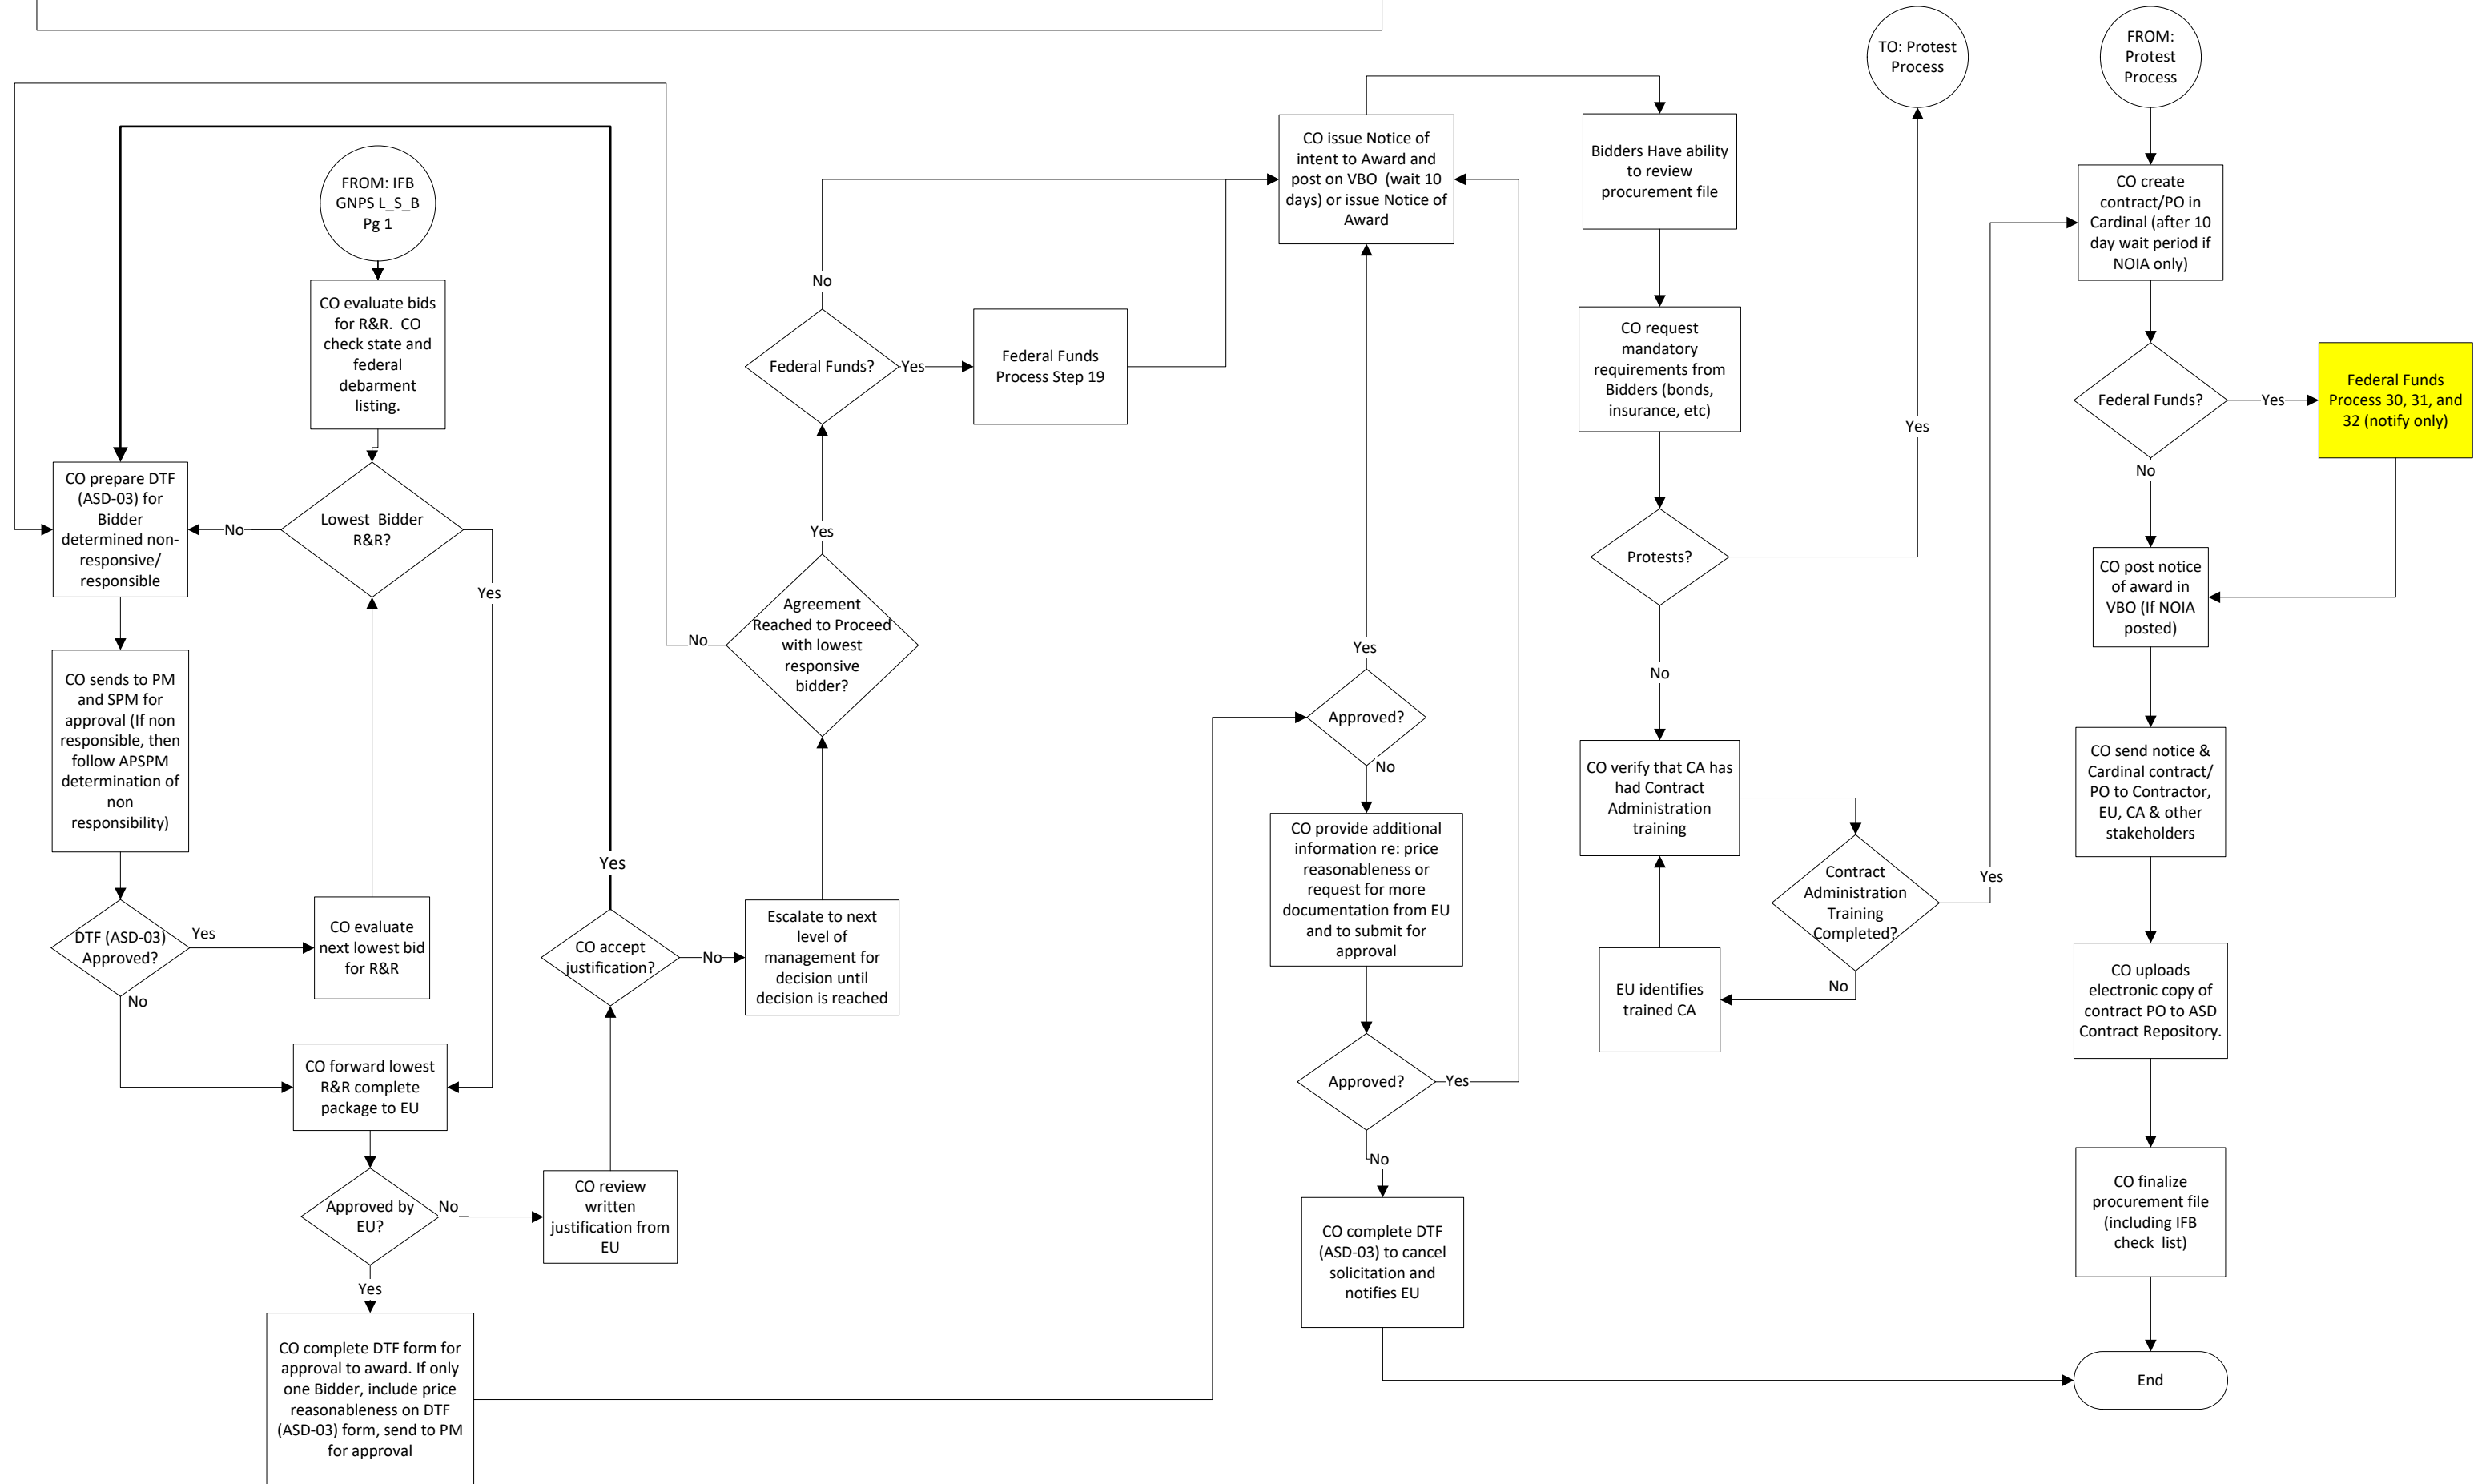 FROM: IFB
GNPS L_S_B
Pg 1
CO evaluate bids
for R&R.  CO
check state and
federal
debarment
listing.
Lowest  Bidder
R&R?
No
Yes
CO prepare DTF
(ASD-03) for
Bidder
determined non-
responsive/
responsible
CO sends to PM
and SPM for
approval (If non
responsible, then
follow APSPM
determination of
non
responsibility)
DTF (ASD-03)
Approved?
Yes
No
CO evaluate
next lowest bid
for R&R
CO forward lowest
R&R complete
package to EU
Approved by
EU?
No
Yes
CO complete DTF form for
approval to award. If only
one Bidder, include price
reasonableness on DTF
(ASD-03) form, send to PM
for approval
CO review
written
justification from
EU
CO accept
justification?
Yes
No
Escalate to next
level of
management for
decision until
decision is reached
Agreement
Reached to Proceed
with lowest
responsive
bidder?
No
Yes
Federal Funds?
No
Yes
Federal Funds
Process Step 19
CO issue Notice of
intent to Award and
post on VBO  (wait 10
days) or issue Notice of
Award
Yes
Approved?
No
CO provide additional
information re: price
reasonableness or
request for more
documentation from EU
and to submit for
approval
Approved?
Yes
No
CO complete DTF
(ASD-03) to cancel
solicitation and
notifies EU
Bidders Have ability
to review
procurement file
CO request
mandatory
requirements from
Bidders (bonds,
insurance, etc)
Protests?
Yes
No
TO: Protest
Process
CO verify that CA has
had Contract
Administration
training
Contract
Administration
Training
Completed?
Yes
No
EU identifies
trained CA
FROM:
Protest
Process
CO create
contract/PO in
Cardinal (after 10
day wait period if
NOIA only)
Federal Funds?
Yes
No
Federal Funds
Process 30, 31, and
32 (notify only)
CO post notice
of award in
VBO (If NOIA
posted)
CO send notice &
Cardinal contract/
PO to Contractor,
EU, CA & other
stakeholders
CO uploads
electronic copy of
contract PO to ASD
Contract Repository.
CO finalize
procurement file
(including IFB
check  list)
End